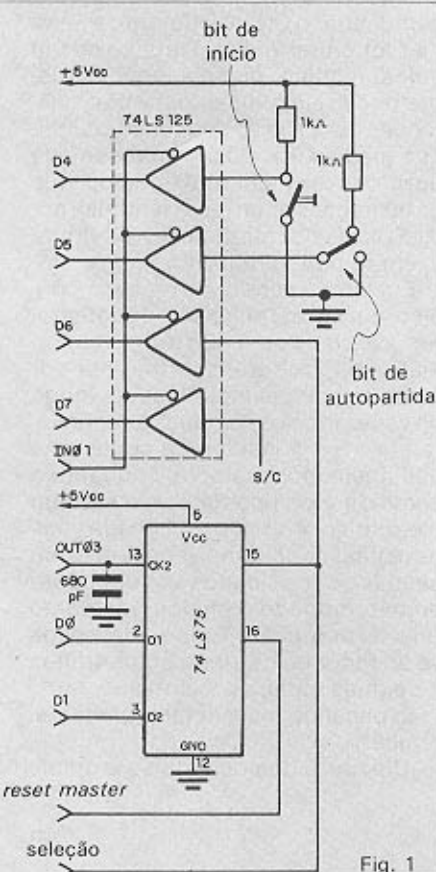 bit de
início
+5Vcc
74LS125
1kΩ
1kΩ
D4
D5
D6
D7
INØ1
bit de
autopartida
S/C
+5Vcc
5
Vcc
OUTØ3
13
CK2
15
680
pF
DØ
2
D1
16
74LS75
D1
3
D2
GND
12
reset master
seleção
Fig. 1